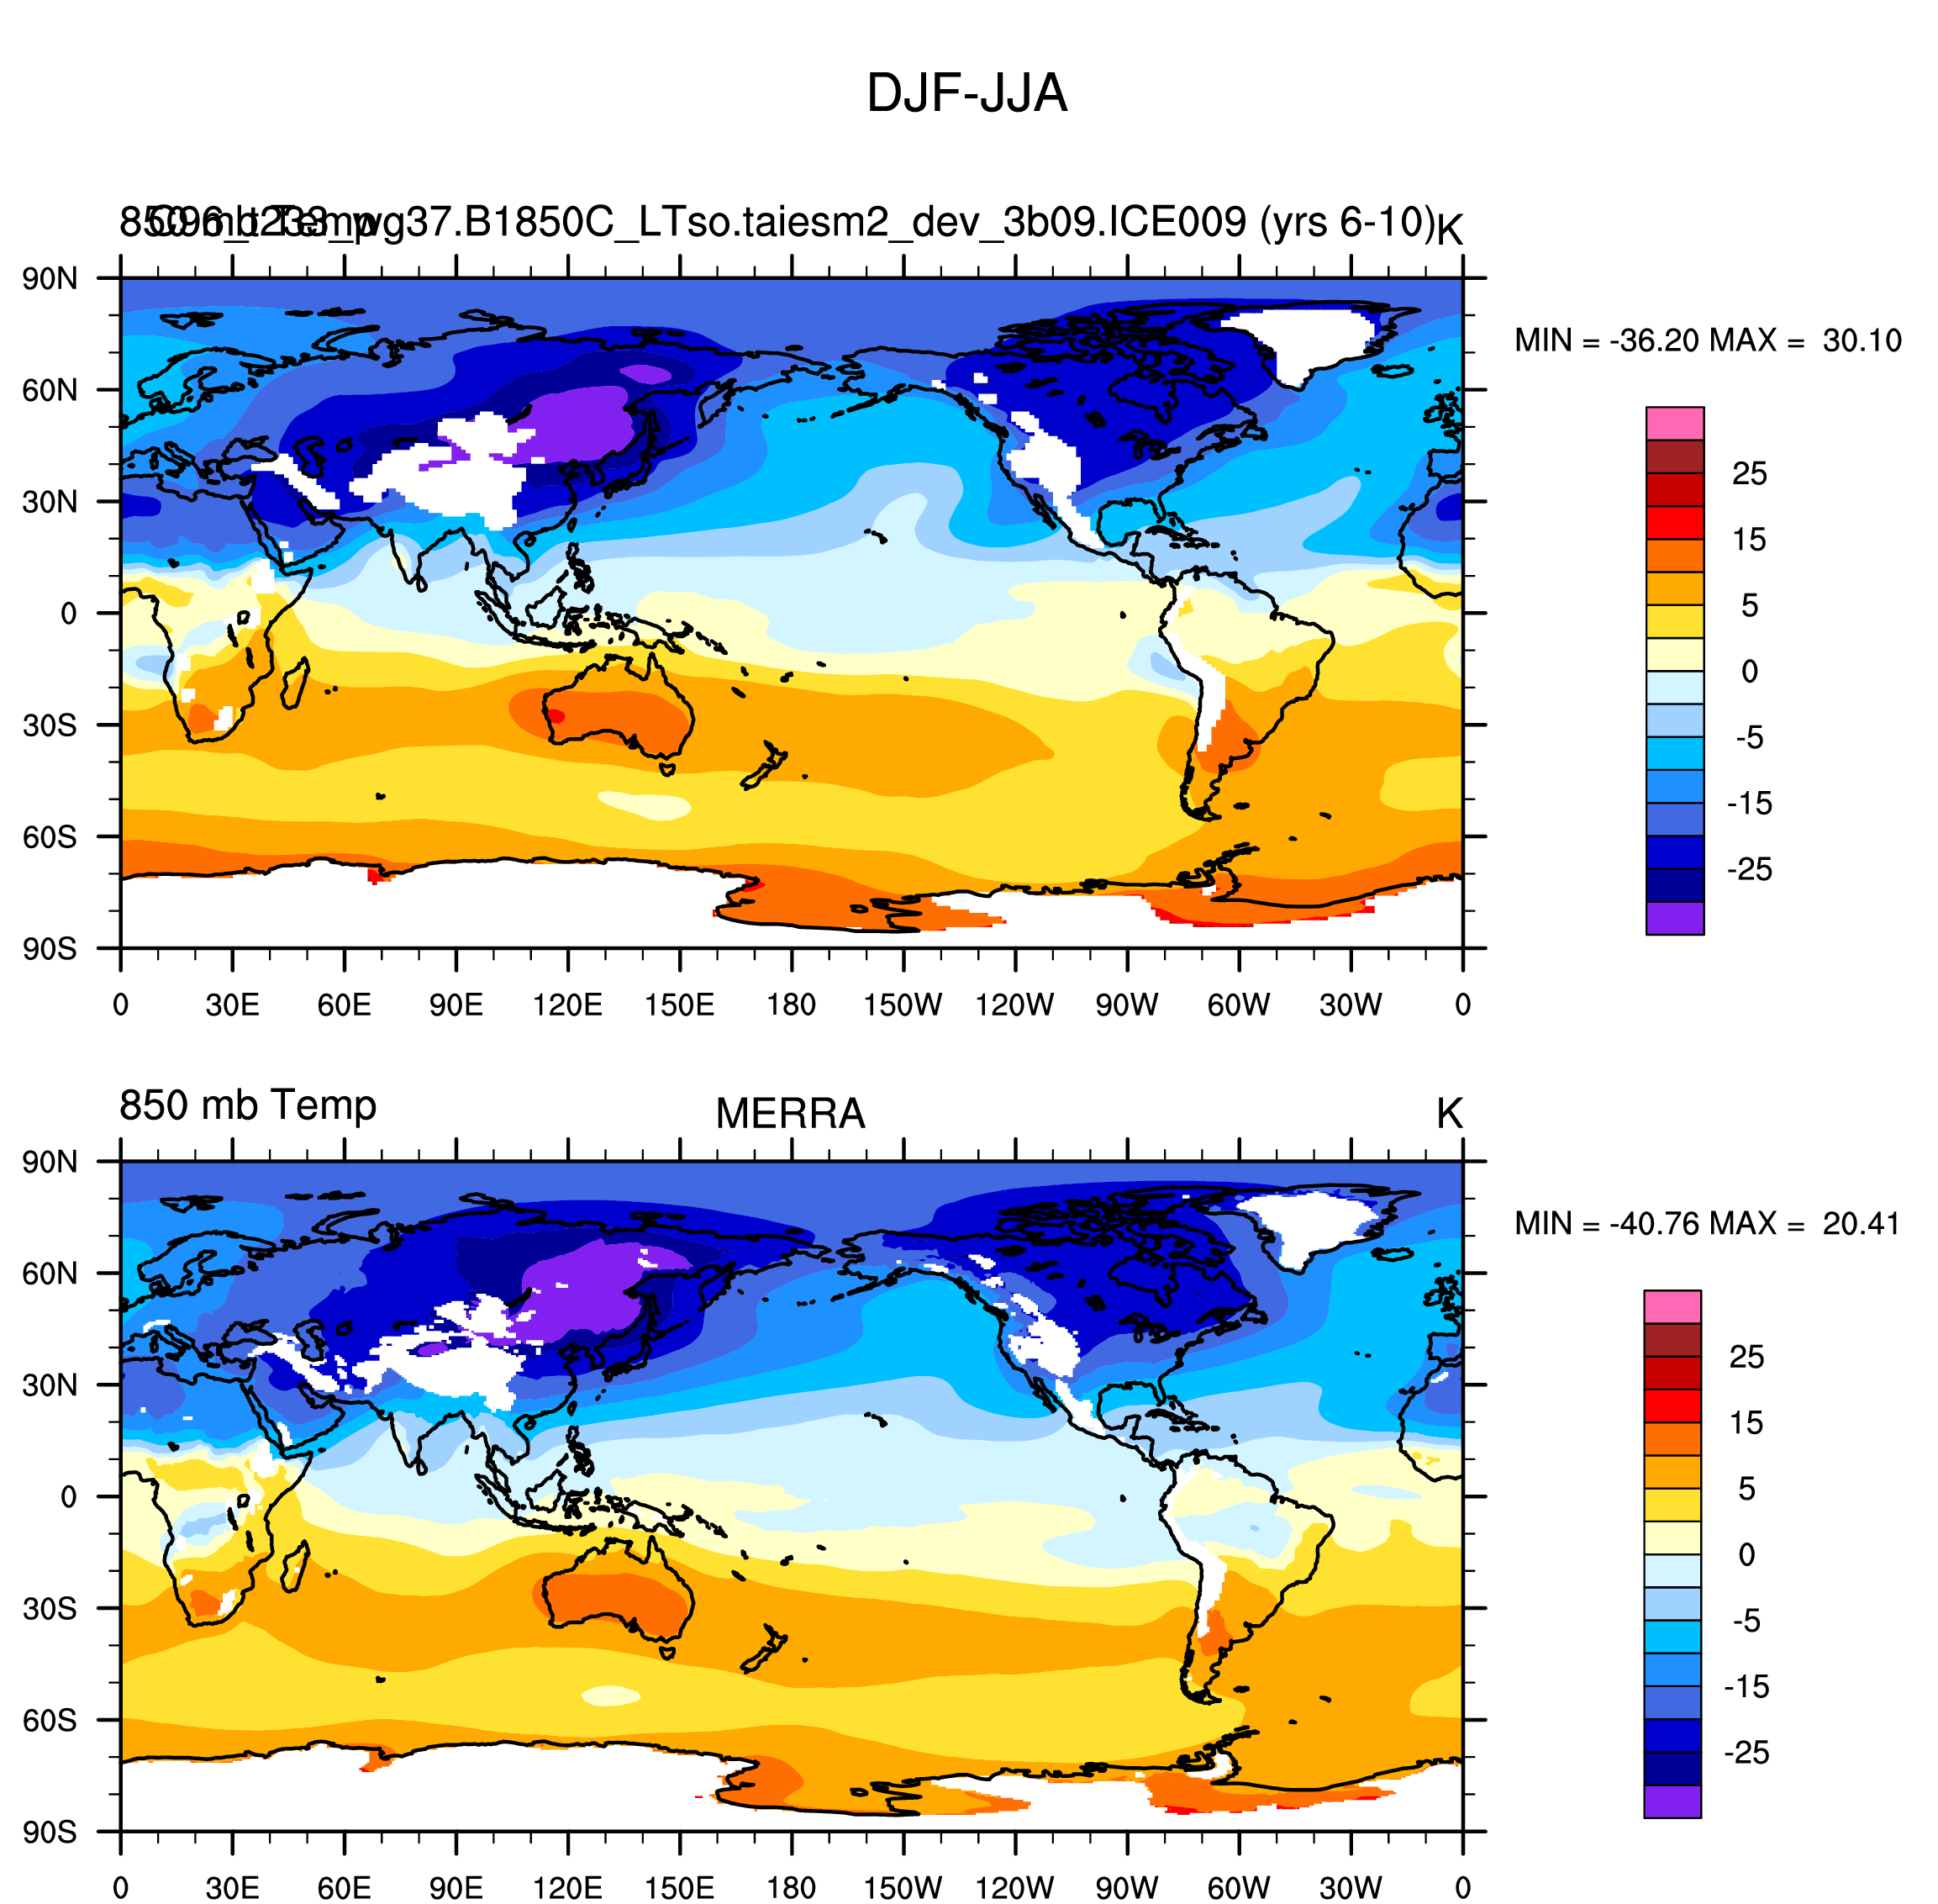 DJF-JJA
850 mb Temp C096_t233_wg37.B1850C_LTso.taiesm2_dev_3b09.ICE009 (yrs 6-10) K
MIN = -36.20 MAX = 30.10
90N
60N
30N
0
30S
60S
90S
0 30E 60E 90E 120E 150E 180 150W 120W 90W 60W 30W 0
25
15
5
0
-5
-15
-25
850 mb Temp MERRA K
MIN = -40.76 MAX = 20.41
90N
60N
30N
0
30S
60S
90S
0 30E 60E 90E 120E 150E 180 150W 120W 90W 60W 30W 0
25
15
5
0
-5
-15
-25